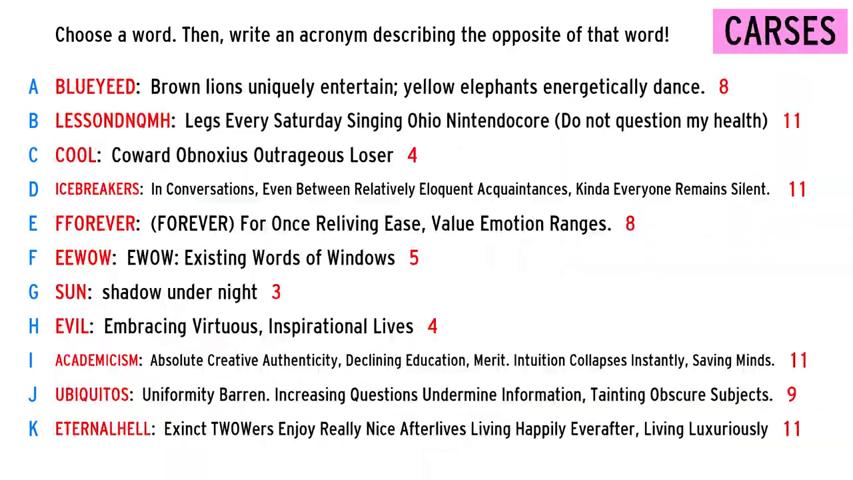 Choose a word. Then, write an acronym describing the opposite of that word!
CARSES
A BLUEYEED: Brown lions uniquely entertain; yellow elephants energetically dance. 8
B LESSONDNQMH: Legs Every Saturday Singing Ohio Nintendocore (Do not question my health) 11
C COOL: Coward Obnoxius Outrageous Loser 4
D ICEBREAKERS: In Conversations, Even Between Relatively Eloquent Acquaintances, Kinda Everyone Remains Silent. 11
E FFOREVER: (FOREVER) For Once Reliving Ease, Value Emotion Ranges. 8
F EEWOW: EWOW: Existing Words of Windows 5
G SUN: shadow under night 3
H EVIL: Embracing Virtuous, Inspirational Lives 4
I ACADEMICISM: Absolute Creative Authenticity, Declining Education, Merit. Intuition Collapses Instantly, Saving Minds. 11
J UBIQUITOS: Uniformity Barren. Increasing Questions Undermine Information, Tainting Obscure Subjects. 9
K ETERNALHELL: Exinct TWOWers Enjoy Really Nice Afterlives Living Happily Everafter, Living Luxuriously 11